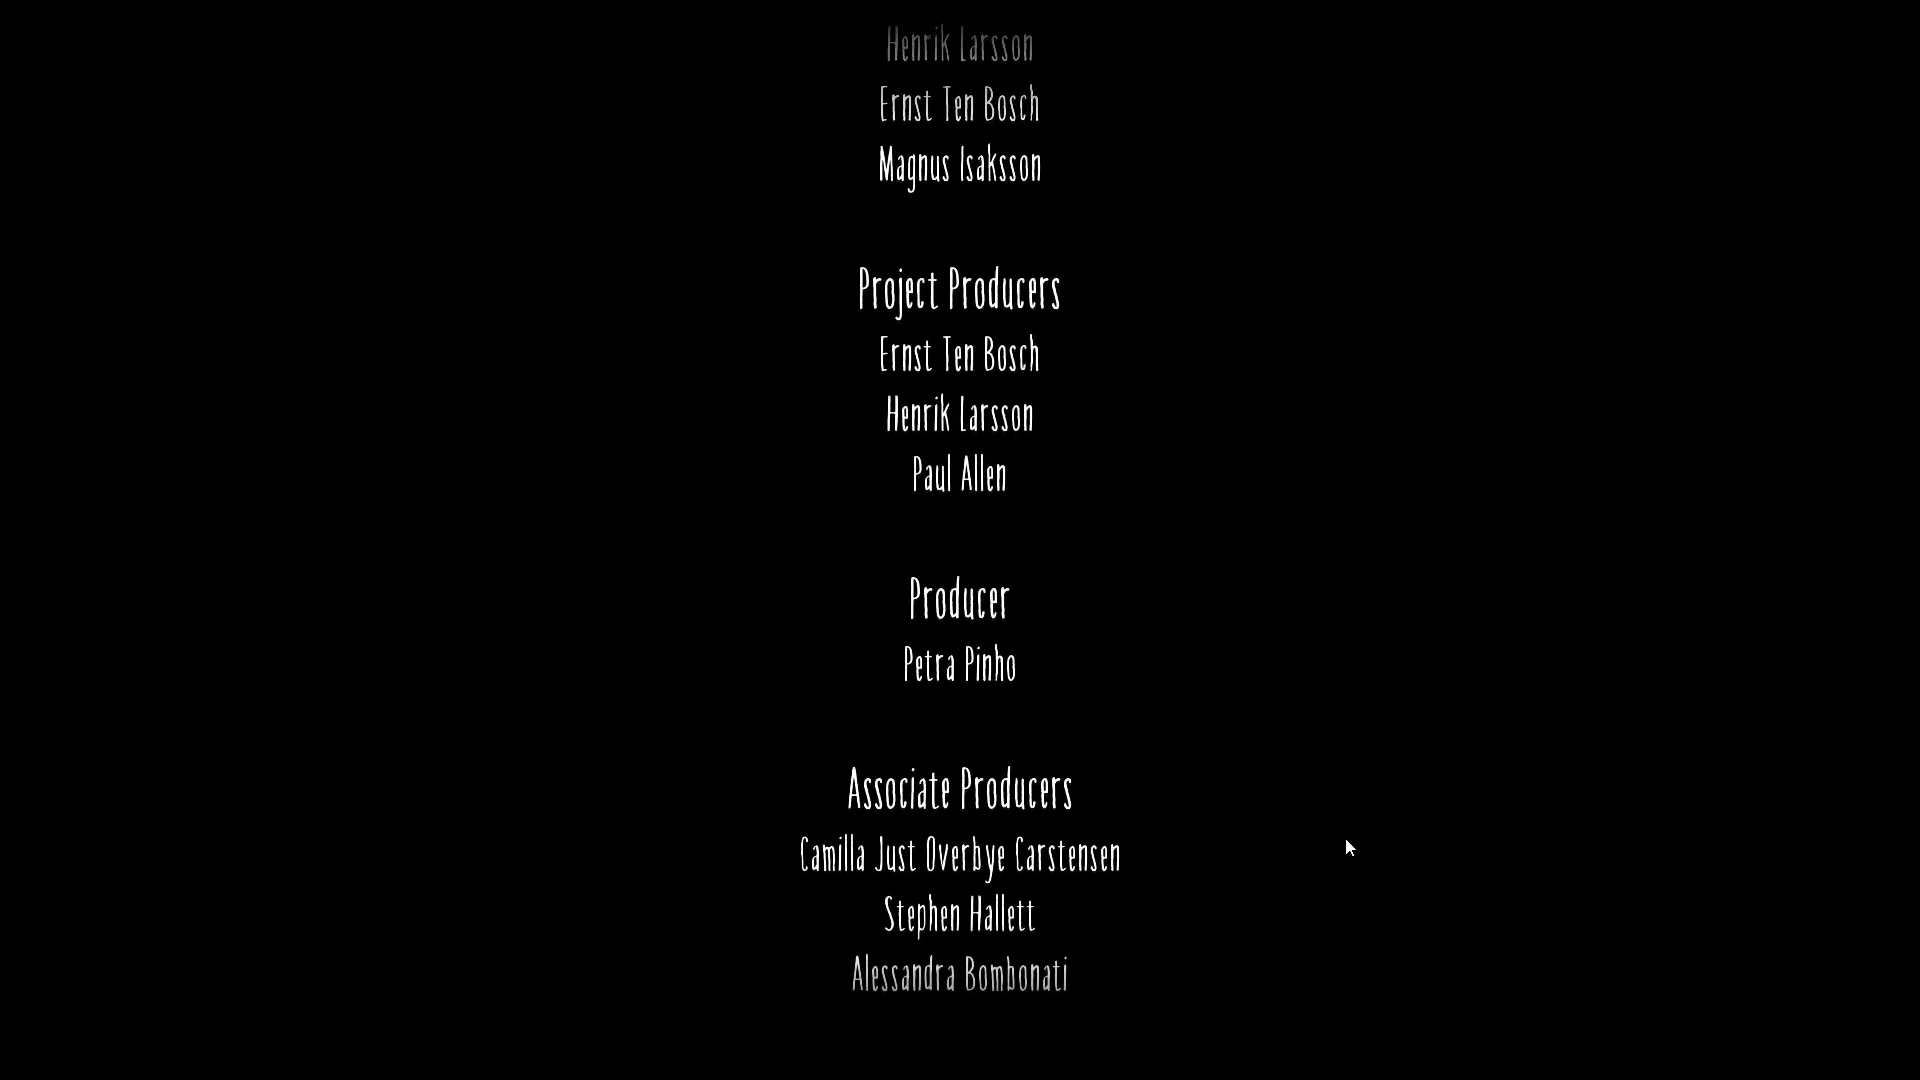 Henrik Larsson
Ernst Ten Bosch
Magnus Isaksson
Project Producers
Ernst Ten Bosch
Henrik Larsson
Paul Allen
Producer
Petra Pinho
Associate Producers
Camilla Just Overbye Carstensen
Stephen Hallett
Alessandra Bombonati